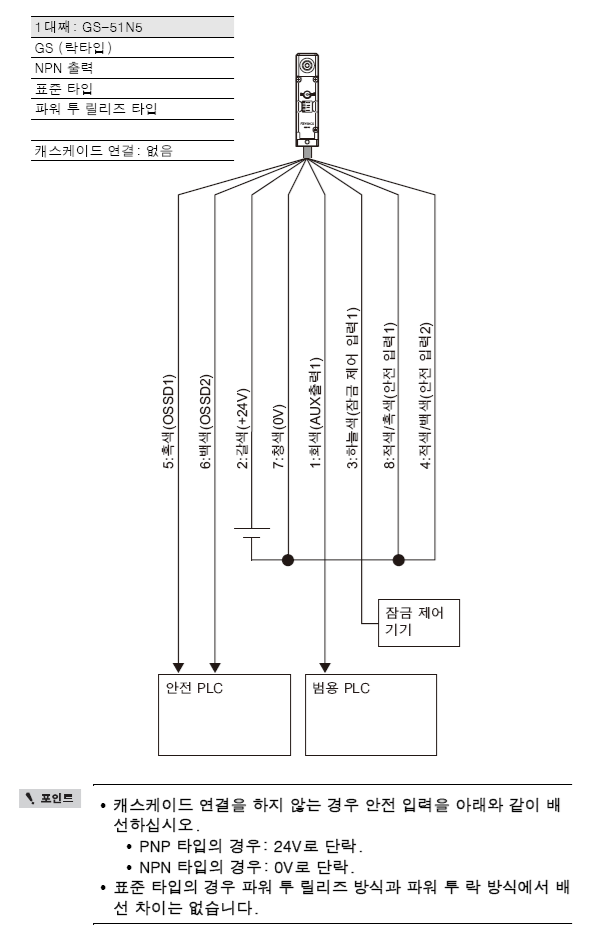 1대째: GS-51N5
GS (락타입)
NPN 출력
표준 타입
파워 투 릴리즈 타입
캐스케이드 연결: 없음
5:흑색(OSSD1)
6:백색(OSSD2)
2:갈색(+24V)
7:청색(0V)
1:회색(AUX출력1)
3:하늘색(잠금 제어 입력1)
8:적색/흑색(안전 입력1)
4:적색/백색(안전 입력2)
잠금 제어
기기
안전 PLC
범용 PLC
포인트
• 캐스케이드 연결을 하지 않는 경우 안전 입력을 아래와 같이 배
선하십시오.
• PNP 타입의 경우: 24V로 단락.
• NPN 타입의 경우: 0V로 단락.
• 표준 타입의 경우 파워 투 릴리즈 방식과 파워 투 락 방식에서 배
선 차이는 없습니다.